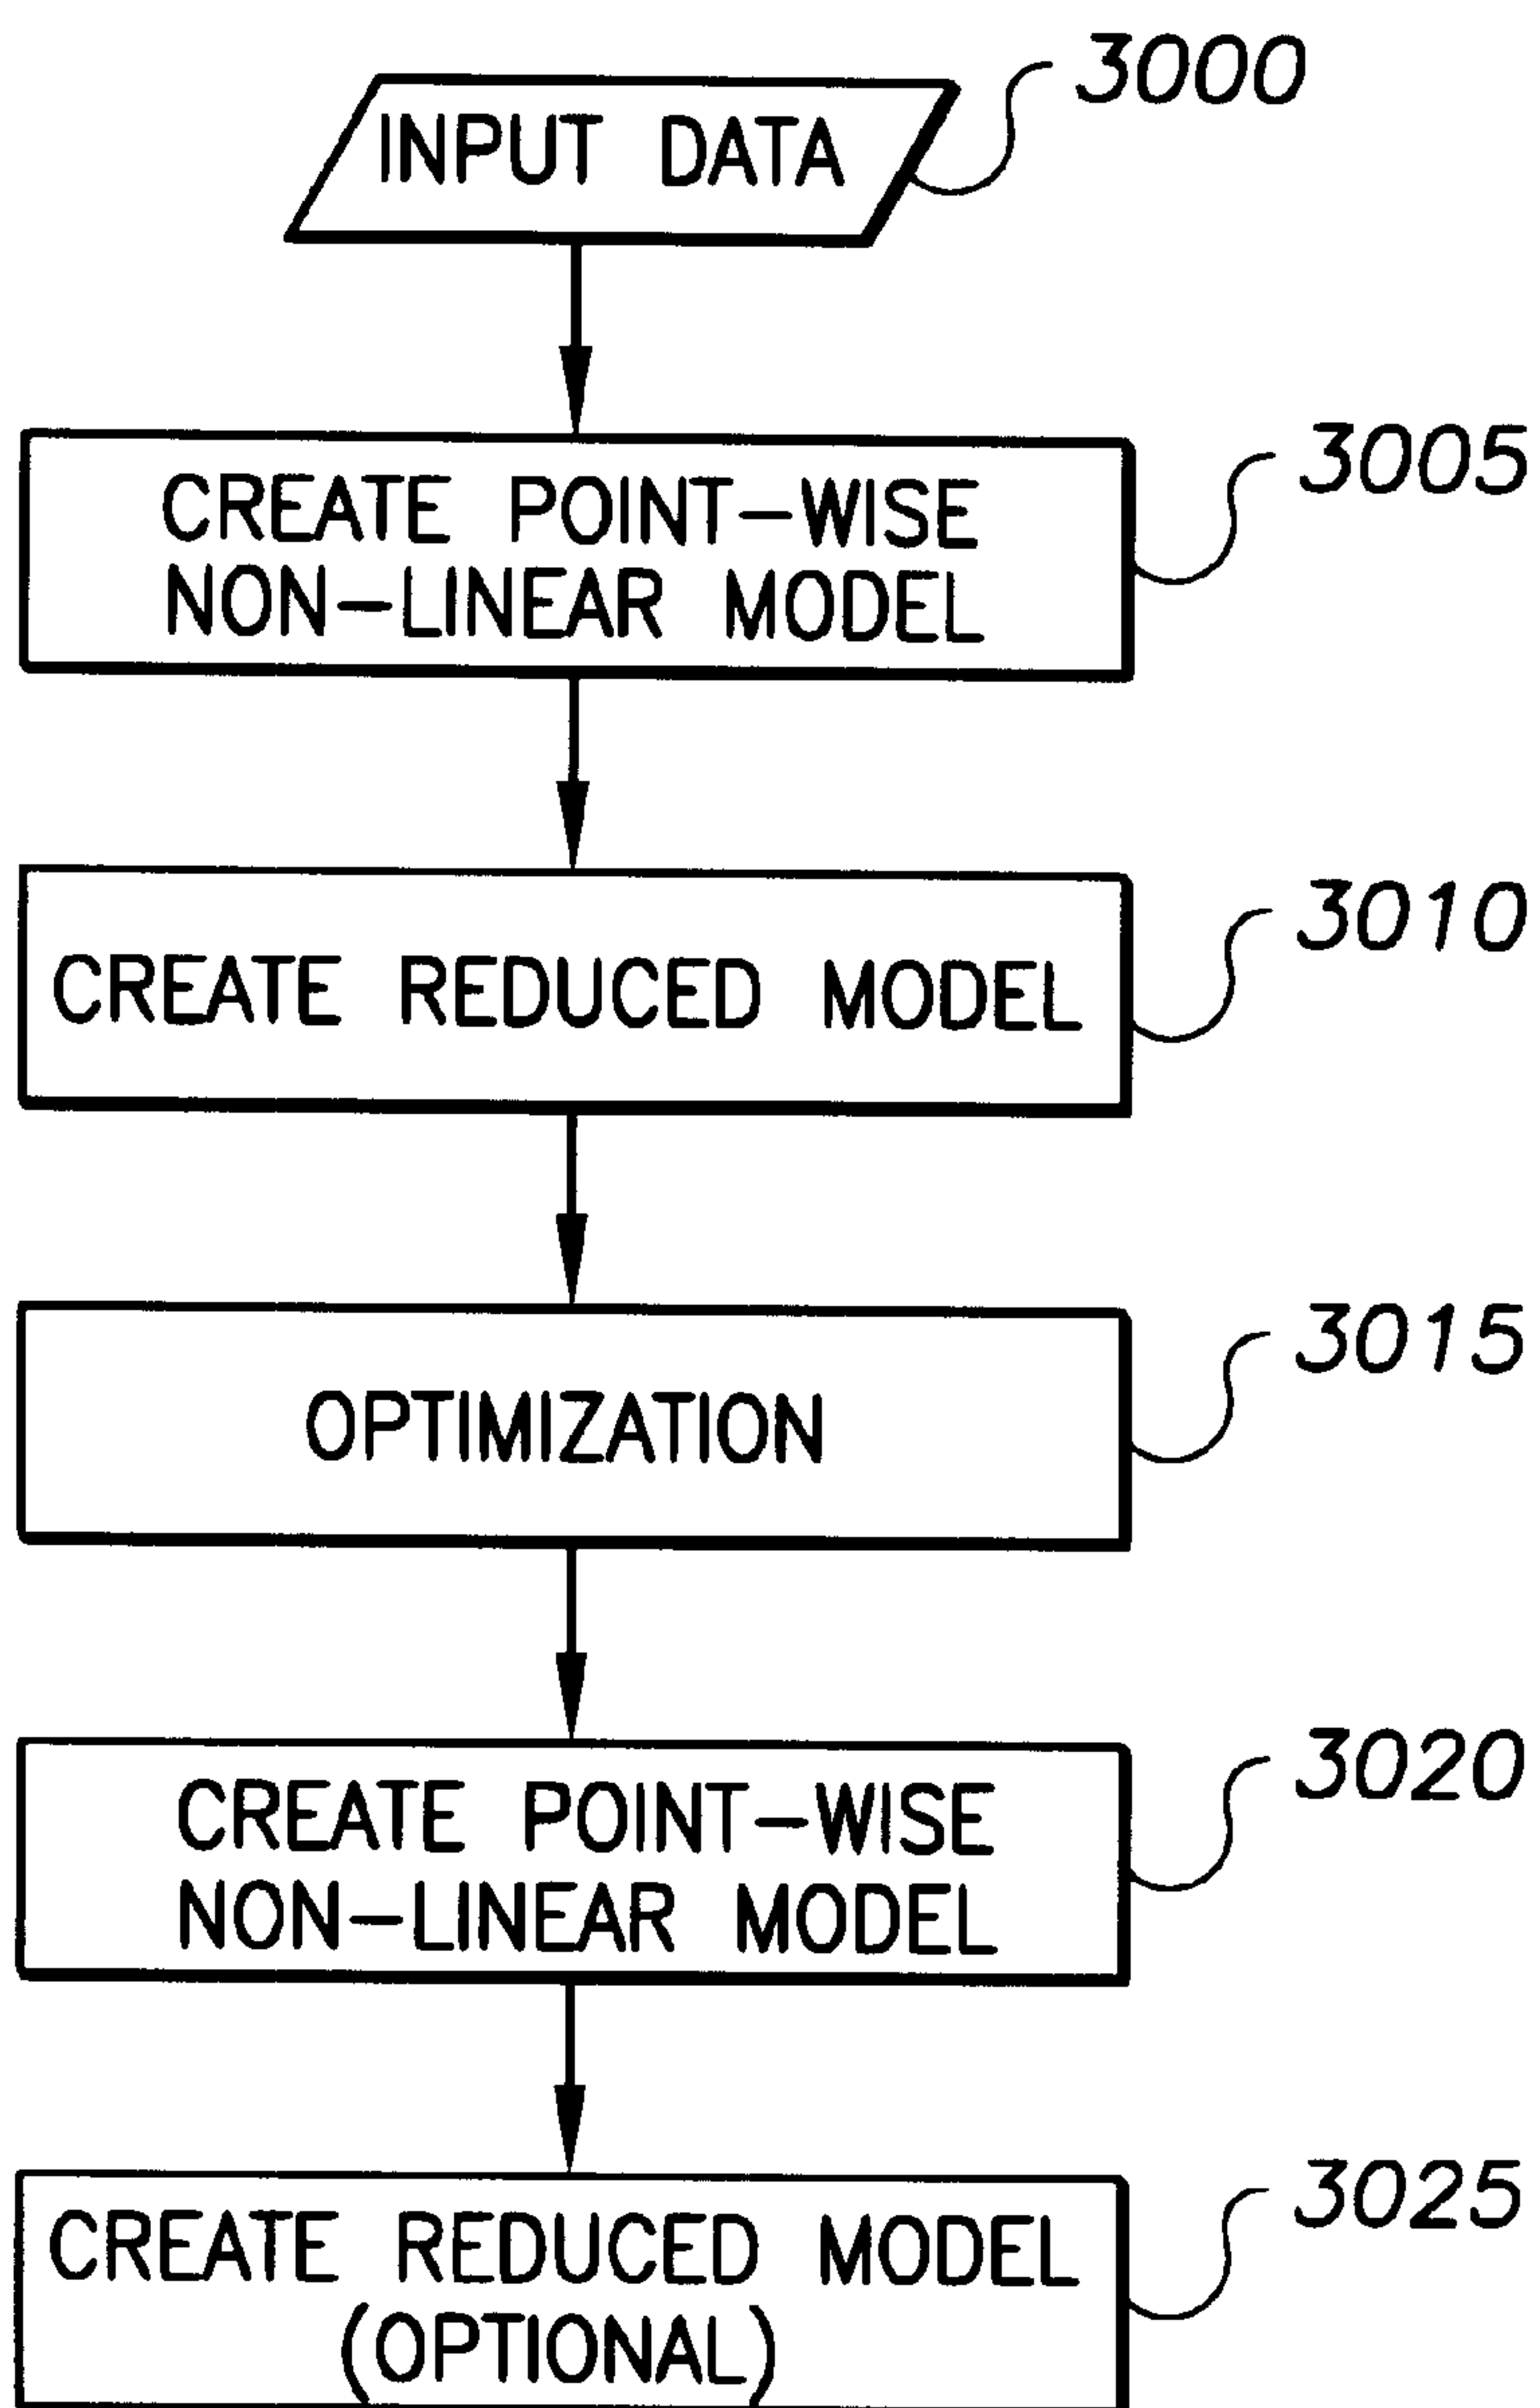 3000
INPUT DATA
3005
CREATE POINT-WISE
NON-LINEAR MODEL
3010
CREATE REDUCED MODEL
3015
OPTIMIZATION
3020
CREATE POINT-WISE
NON-LINEAR MODEL
3025
CREATE REDUCED MODEL
(OPTIONAL)